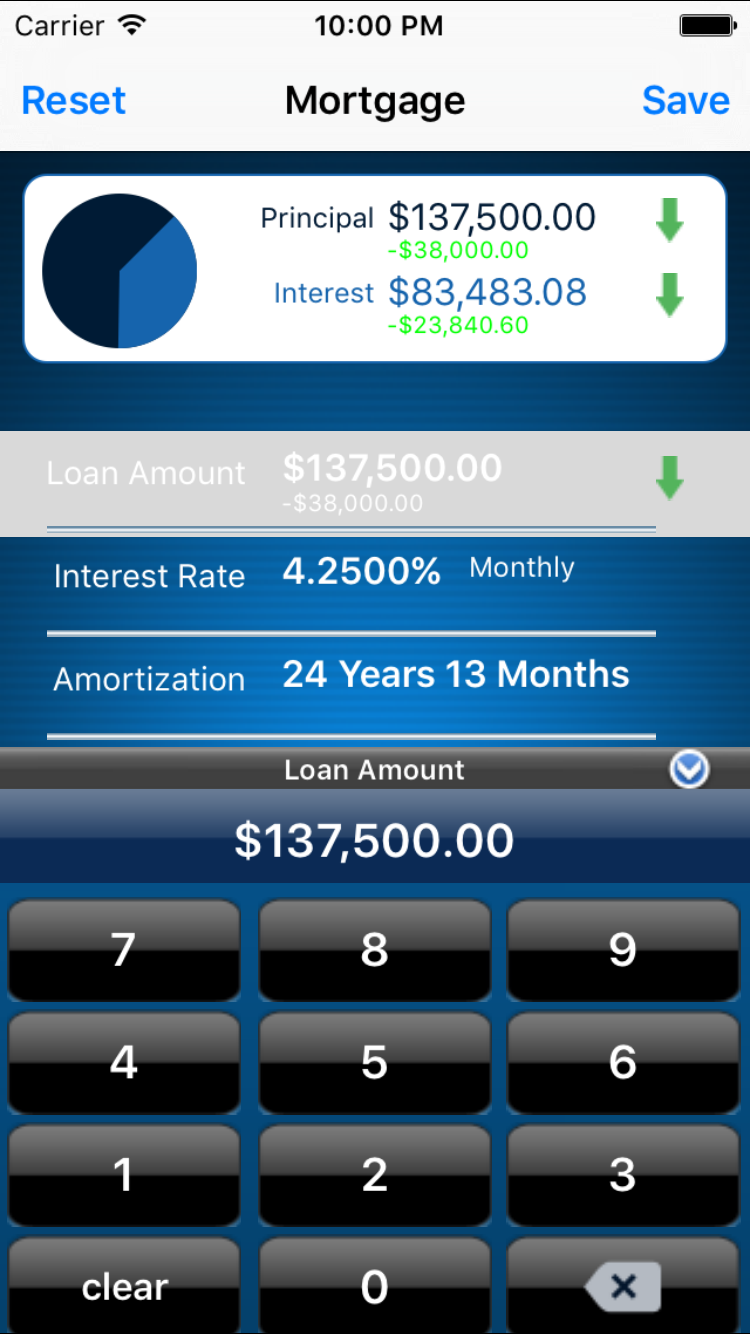 Carrier 10:00 PM
Reset Mortgage Save
Principal $137,500.00
-$38,000.00
Interest $83,483.08
-$23,840.60
Loan Amount $137,500.00
-$38,000.00
Interest Rate 4.2500% Monthly
Amortization 24 Years 13 Months
Loan Amount
$137,500.00
7 8 9
4 5 6
1 2 3
clear 0